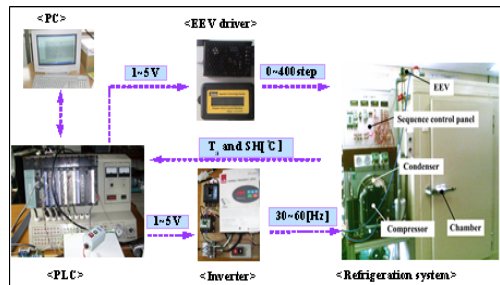 <PC>
<EEV driver>
1~5V
0~400step
EEV
Sequence control panel
T and SH[℃]
Condenser
1~5V
30~60[Hz]
Compressor
Chamber
<PLC>
<Inverter>
<Refrigeration system>